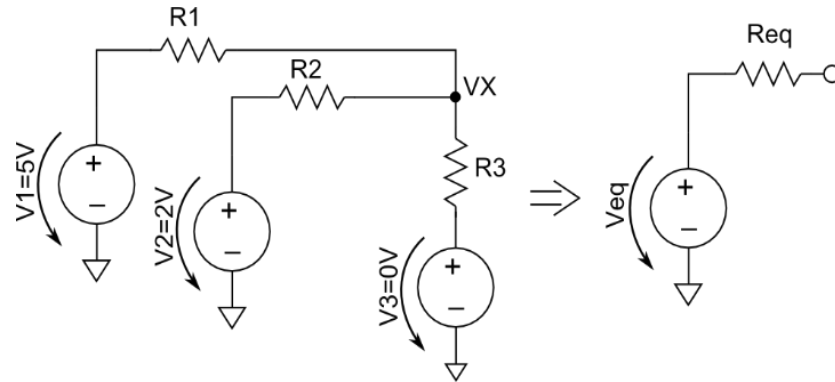 R1
R2
VX
R3
V1=5V
V2=2V
V3=0V
Req
Veq